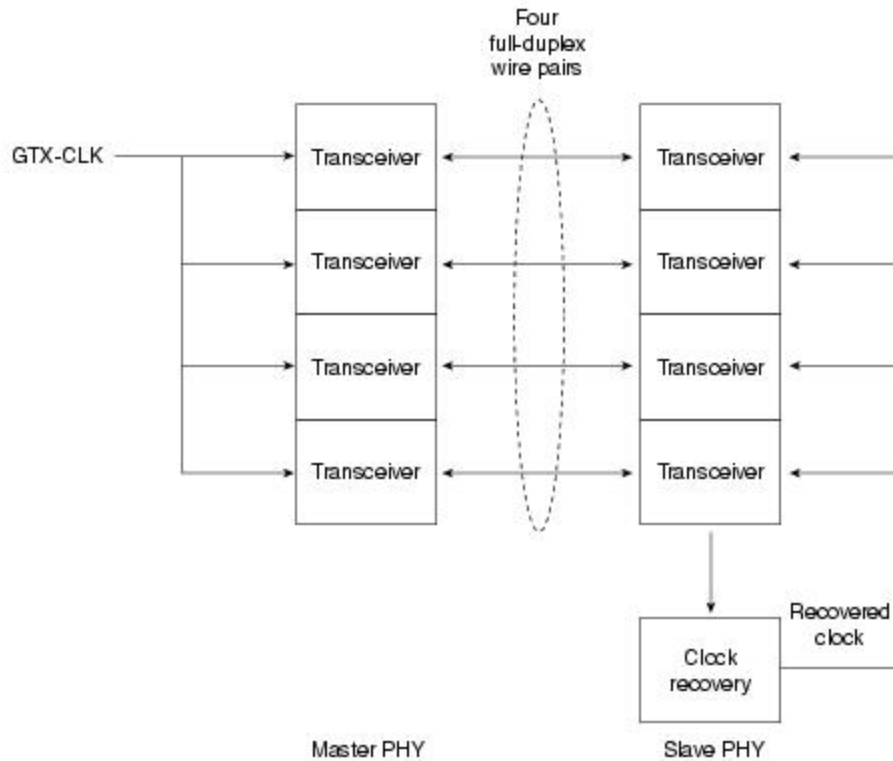 Four
full-duplex
wire pairs
GTX-CLK
Transceiver
Transceiver
Transceiver
Transceiver
Transceiver
Transceiver
Transceiver
Transceiver
Recovered
clock
Clock
recovery
Master PHY
Slave PHY